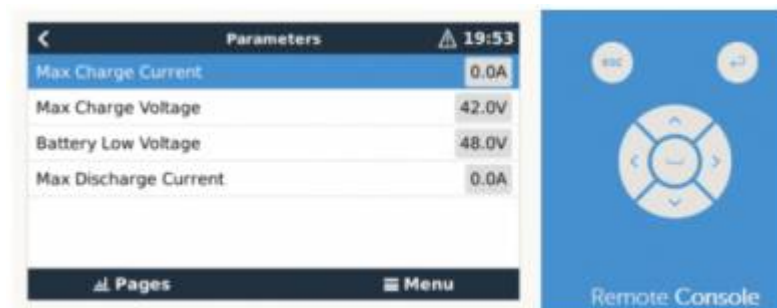 Parameters 19:53
Max Charge Current 0.0A
Max Charge Voltage 42.0V
Battery Low Voltage 48.0V
Max Discharge Current 0.0A
Pages Menu
esc
Remote Console